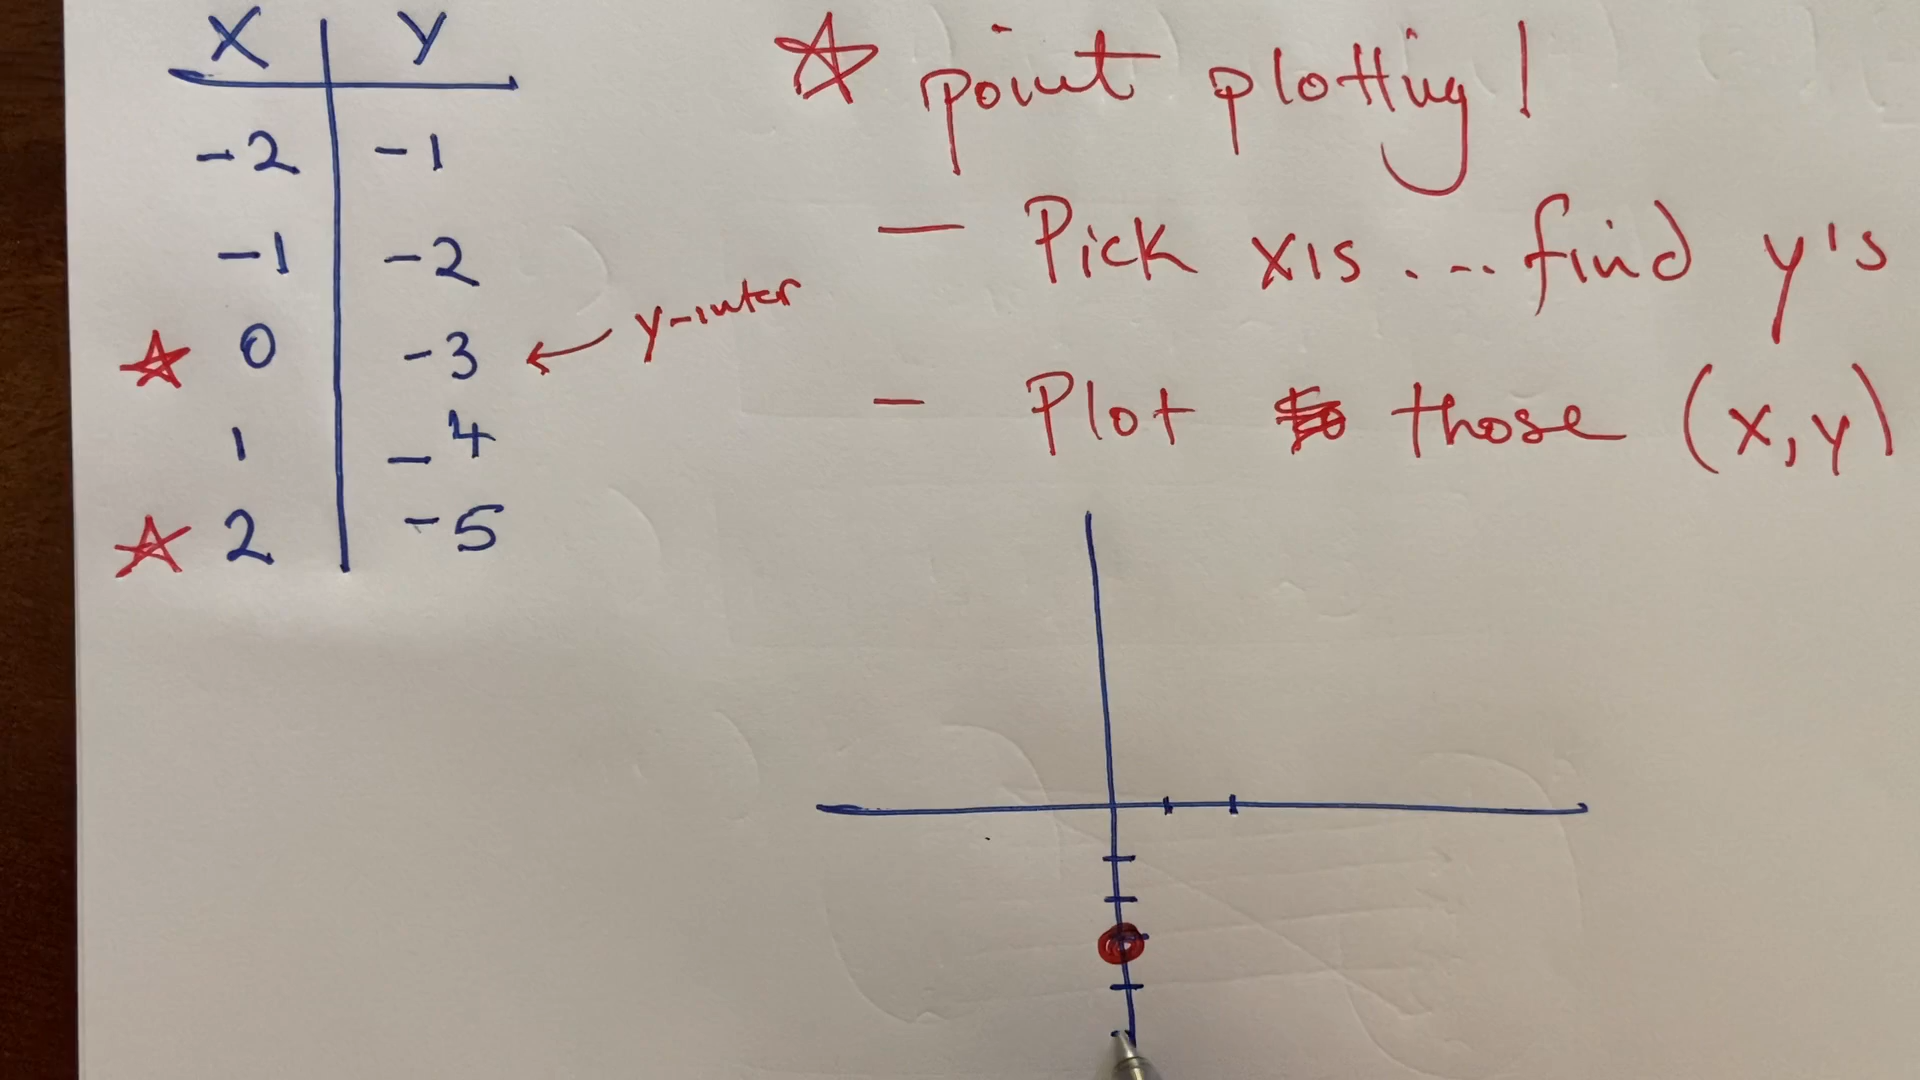 X Y
-2 -1
-1 -2
0 -3
1 -4
2 -5
y-inter
point plotting!
- Pick x's ... find y's
- Plot those (x,y)